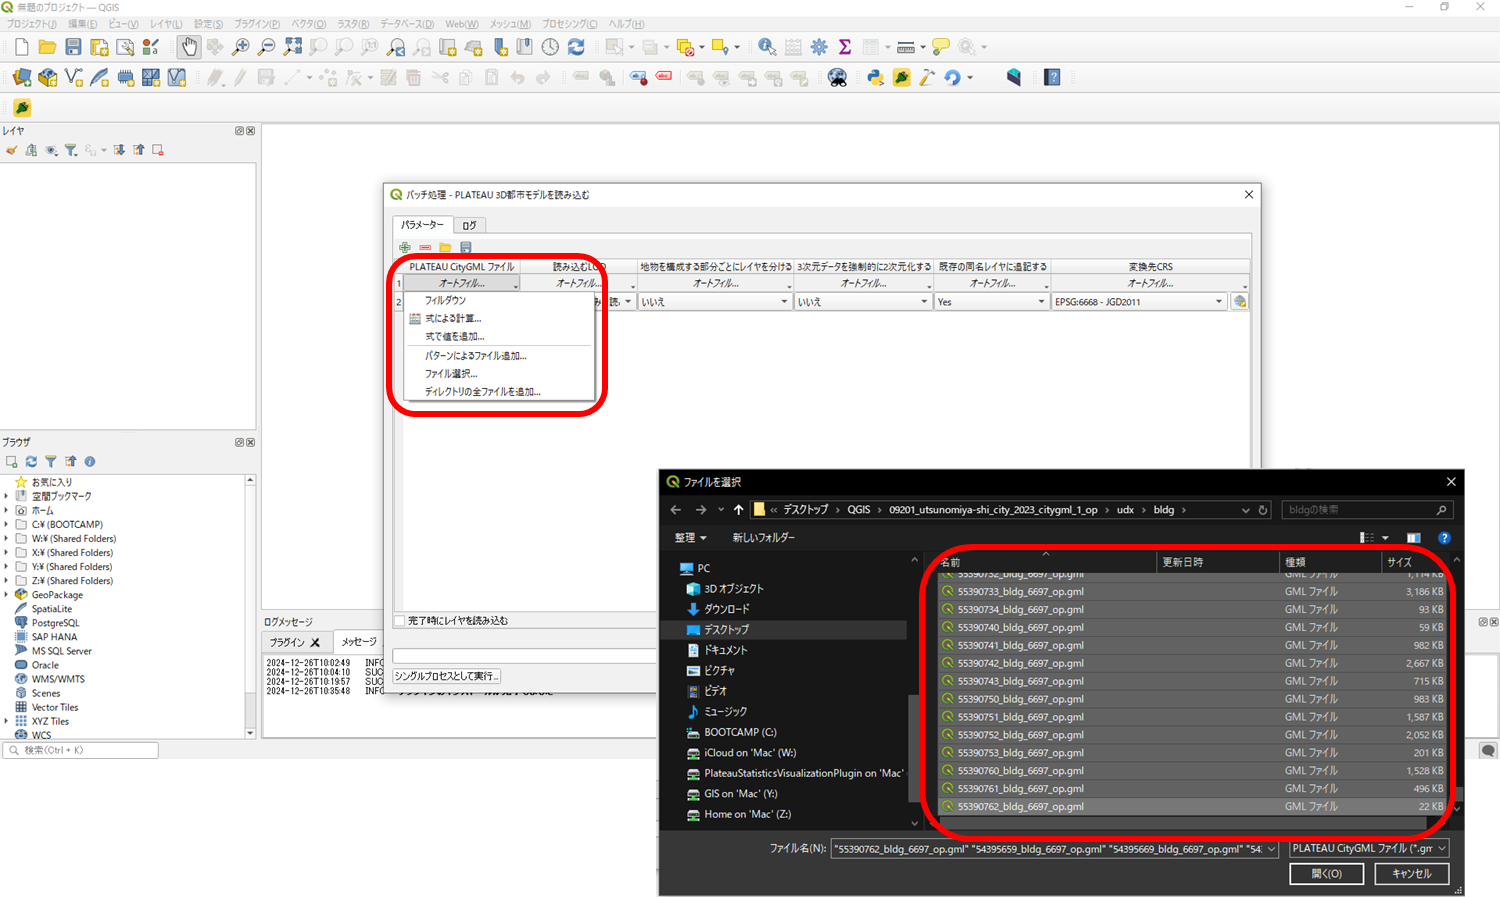 無題のプロジェクト — QGIS
プロジェクト(J) 編集(E) ビュー(V) レイヤ(L) 設定(S) プラグイン(P) ベクタ(O) ラスタ(R) データベース(D) Web(W) メッシュ(M) プロセシング(C) ヘルプ(H)
レイヤ
バッチ処理 - PLATEAU 3D都市モデルを読み込む
パラメーター ログ
PLATEAU CityGML ファイル 読み込むLOD 地物を構成する部分ごとにレイヤを分ける 3次元データを強制的に2次元化する 既存の同名レイヤに追記する 変換先CRS
1 オートフィル... オートフィル... オートフィル... オートフィル... オートフィル... オートフィル...
2 いいえ いいえ Yes EPSG:6668 - JGD2011
フィルダウン
式による計算...
式で値を追加...
パターンによるファイル追加...
ファイル選択...
ディレクトリの全ファイルを追加...
完了時にレイヤを読み込む
シングルプロセスとして実行...
ブラウザ
お気に入り
空間ブックマーク
ホーム
C:¥ (BOOTCAMP)
W:¥ (Shared Folders)
X:¥ (Shared Folders)
Y:¥ (Shared Folders)
Z:¥ (Shared Folders)
GeoPackage
SpatiaLite
PostgreSQL
SAP HANA
MS SQL Server
Oracle
WMS/WMTS
Scenes
Vector Tiles
XYZ Tiles
WCS
検索(Ctrl + K)
ログメッセージ
プラグイン メッセージ
2024-12-26T10:02:49 INFO
2024-12-26T10:04:10 SUC
2024-12-26T10:19:57 SUC
2024-12-26T10:35:48 INFO
ファイルを選択
« デスクトップ › QGIS › 09201_utsunomiya-shi_city_2023_citygml_1_op › udx › bldg ›
bldgの検索
整理 新しいフォルダー
PC
3D オブジェクト
ダウンロード
デスクトップ
ドキュメント
ピクチャ
ビデオ
ミュージック
BOOTCAMP (C:)
iCloud on 'Mac' (W:)
PlateauStatisticsVisualizationPlugin on 'Mac'
GIS on 'Mac' (Y:)
Home on 'Mac' (Z:)
名前 更新日時 種類 サイズ
55390732_bldg_6697_op.gml GML ファイル 1,114 KB
55390733_bldg_6697_op.gml GML ファイル 3,186 KB
55390734_bldg_6697_op.gml GML ファイル 93 KB
55390740_bldg_6697_op.gml GML ファイル 59 KB
55390741_bldg_6697_op.gml GML ファイル 982 KB
55390742_bldg_6697_op.gml GML ファイル 2,667 KB
55390743_bldg_6697_op.gml GML ファイル 715 KB
55390750_bldg_6697_op.gml GML ファイル 983 KB
55390751_bldg_6697_op.gml GML ファイル 1,587 KB
55390752_bldg_6697_op.gml GML ファイル 2,052 KB
55390753_bldg_6697_op.gml GML ファイル 201 KB
55390760_bldg_6697_op.gml GML ファイル 1,528 KB
55390761_bldg_6697_op.gml GML ファイル 496 KB
55390762_bldg_6697_op.gml GML ファイル 22 KB
ファイル名(N): "55390762_bldg_6697_op.gml" "54395659_bldg_6697_op.gml" "54395669_bldg_6697_op.gml" "54 PLATEAU CityGML ファイル (*.gm
開く(O) キャンセル